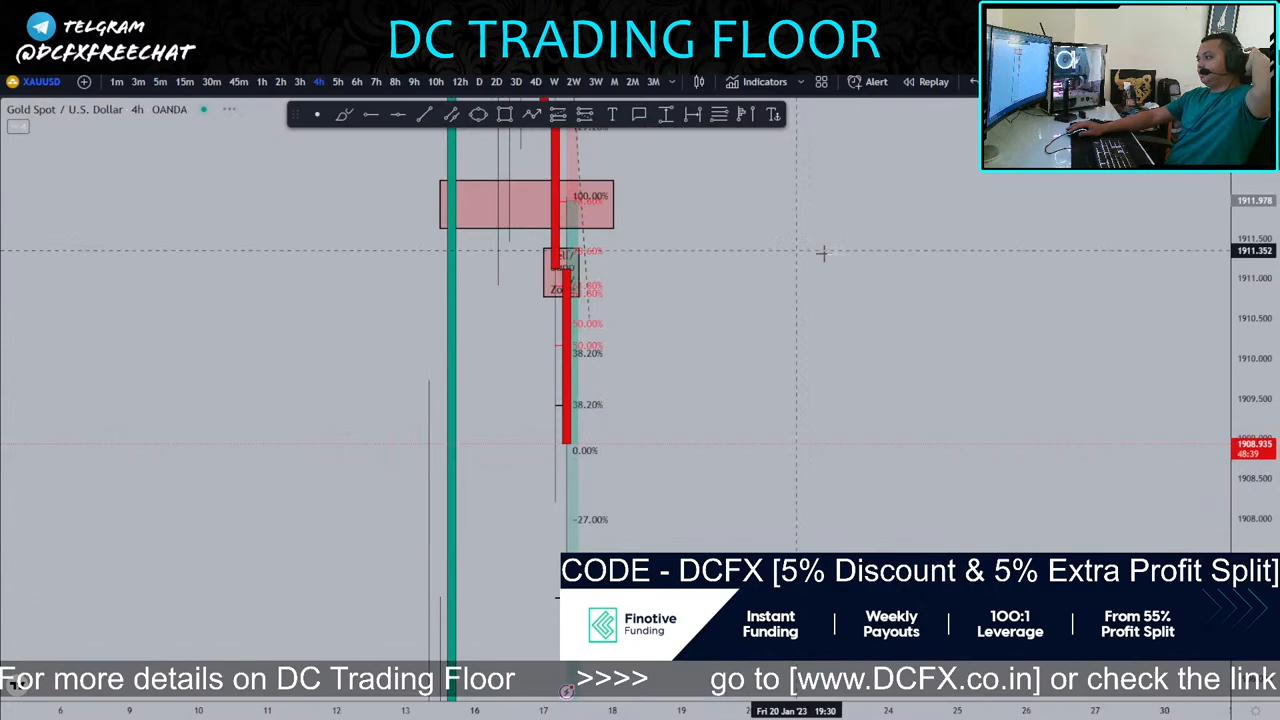 TELGRAM
@DCFXFREECHAT
DC TRADING FLOOR
XAUUSD
1m 3m 5m 15m 30m 45m 1h 2h 3h 4h 5h 6h 7h 8h 9h 10h 12h D 2D 3D 4D W 2W 3W M 2M 3M
Indicators
Alert
Replay
Gold Spot / U.S. Dollar 4h OANDA
100.00%
50.00%
50.00%
38.20%
38.20%
0.00%
-27.00%
1911.978
1911.500
1911.352
1911.000
1910.500
1910.000
1909.500
1908.935
48:39
1908.500
1908.000
CODE - DCFX [5% Discount & 5% Extra Profit Split]
Finotive
Funding
Instant
Funding
Weekly
Payouts
100:1
Leverage
From 55%
Profit Split
For more details on DC Trading Floor >>>> go to [www.DCFX.co.in] or check the link
6 9 10 11 12 13 16 17 18 19 Fri 20 Jan '23 19:30 24 25 26 27 30